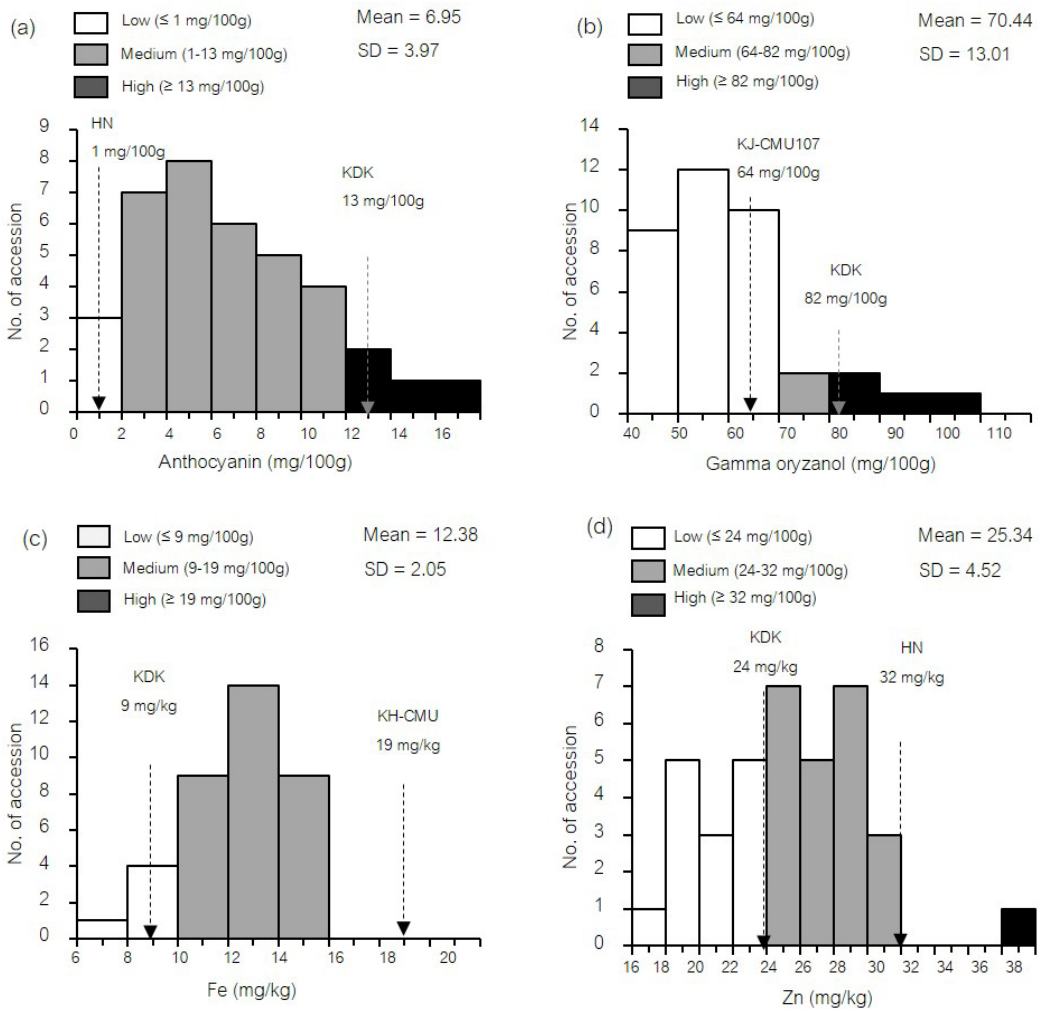 (a)
Low (≤ 1 mg/100g)
Medium (1-13 mg/100g)
High (≥ 13 mg/100g)
Mean = 6.95
SD = 3.97
HN
1 mg/100g
KDK
13 mg/100g
No. of accession
9
8
7
6
5
4
3
2
1
0
0 2 4 6 8 10 12 14 16
Anthocyanin (mg/100g)
(b)
Low (≤ 64 mg/100g)
Medium (64-82 mg/100g)
High (≥ 82 mg/100g)
Mean = 70.44
SD = 13.01
KJ-CMU107
64 mg/100g
KDK
82 mg/100g
No. of accession
14
12
10
8
6
4
2
0
40 50 60 70 80 90 100 110
Gamma oryzanol (mg/100g)
(c)
Low (≤ 9 mg/100g)
Medium (9-19 mg/100g)
High (≥ 19 mg/100g)
Mean = 12.38
SD = 2.05
KDK
9 mg/kg
KH-CMU
19 mg/kg
No. of accession
16
14
12
10
8
6
4
2
0
6 8 10 12 14 16 18 20
Fe (mg/kg)
(d)
Low (≤ 24 mg/100g)
Medium (24-32 mg/100g)
High (≥ 32 mg/100g)
Mean = 25.34
SD = 4.52
KDK
24 mg/kg
HN
32 mg/kg
No. of accession
8
7
6
5
4
3
2
1
0
16 18 20 22 24 26 28 30 32 34 36 38
Zn (mg/kg)